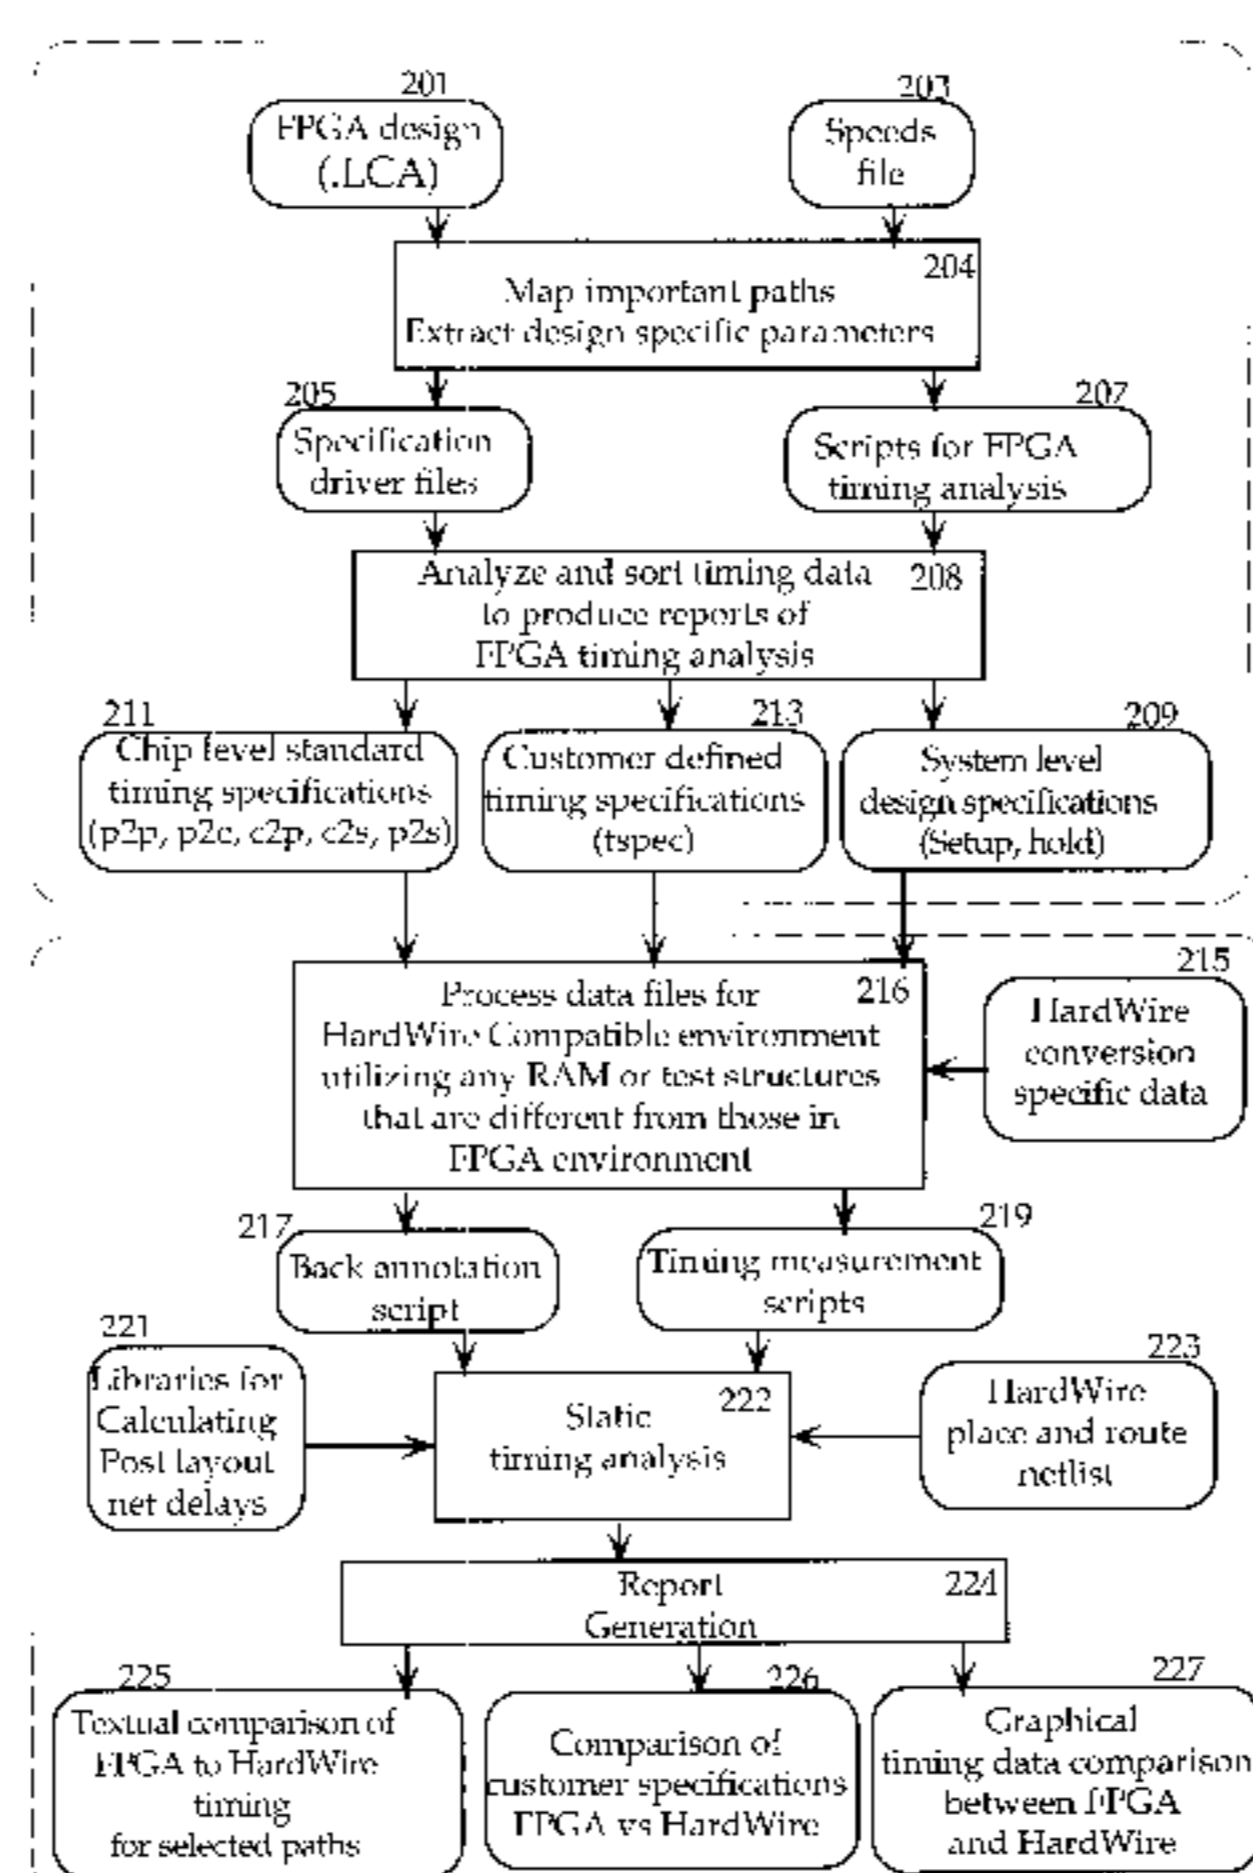 201
FPGA design
(.LCA)
203
Speeds
file
204
Map important paths
Extract design specific parameters
205
Specification
driver files
207
Scripts for FPGA
timing analysis
208
Analyze and sort timing data
to produce reports of
FPGA timing analysis
211
Chip level standard
timing specifications
(p2p, p2c, c2p, c2s, p2s)
213
Customer defined
timing specifications
(tspec)
209
System level
design specifications
(Setup, hold)
216
Process data files for
HardWire Compatible environment
utilizing any RAM or test structures
that are different from those in
FPGA environment
215
HardWire
conversion
specific data
217
Back annotation
script
219
Timing measurement
scripts
221
Libraries for
Calculating
Post layout
net delays
222
Static
timing analysis
223
HardWire
place and route
netlist
224
Report
Generation
225
Textual comparison of
FPGA to HardWire
timing
for selected paths
226
Comparison of
customer specifications
FPGA vs HardWire
227
Graphical
timing data comparison
between FPGA
and HardWire